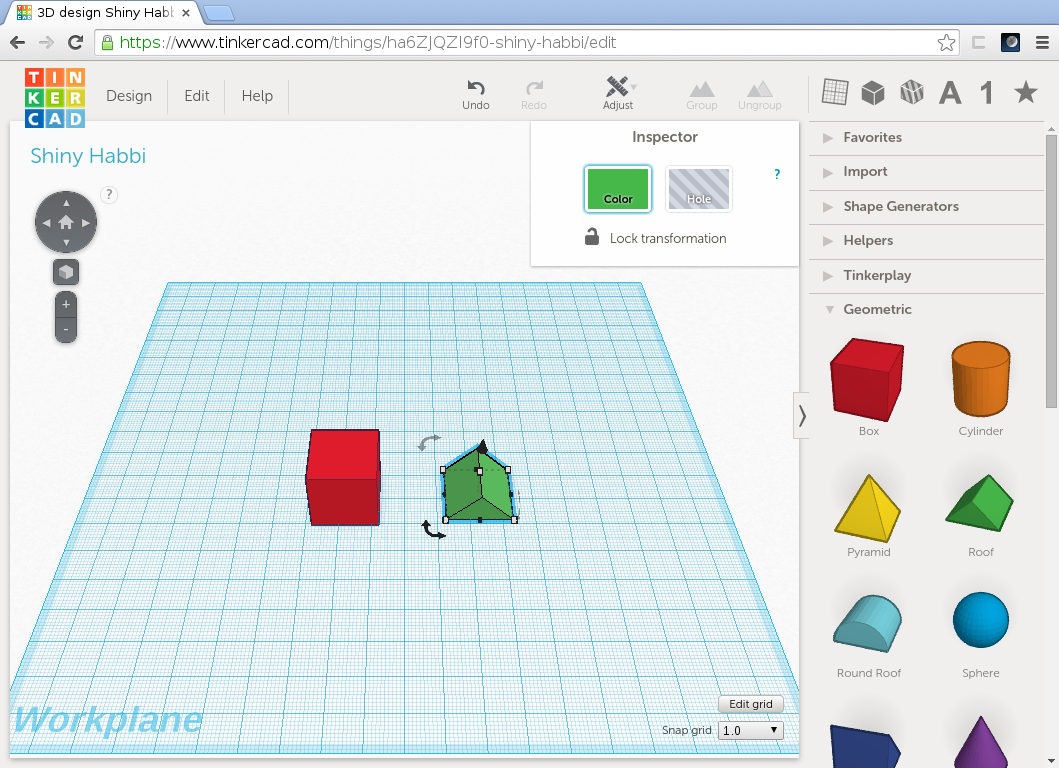 3D design Shiny Habb
https://www.tinkercad.com/things/ha6ZJQZI9f0-shiny-habbi/edit
TIN
KER
CAD
Design
Edit
Help
Undo
Redo
Adjust
Group
Ungroup
A
1
Shiny Habbi
?
+
-
Inspector
Color
Hole
?
Lock transformation
Favorites
Import
Shape Generators
Helpers
Tinkerplay
Geometric
Box
Cylinder
Pyramid
Roof
Round Roof
Sphere
Workplane
Edit grid
Snap grid 1.0